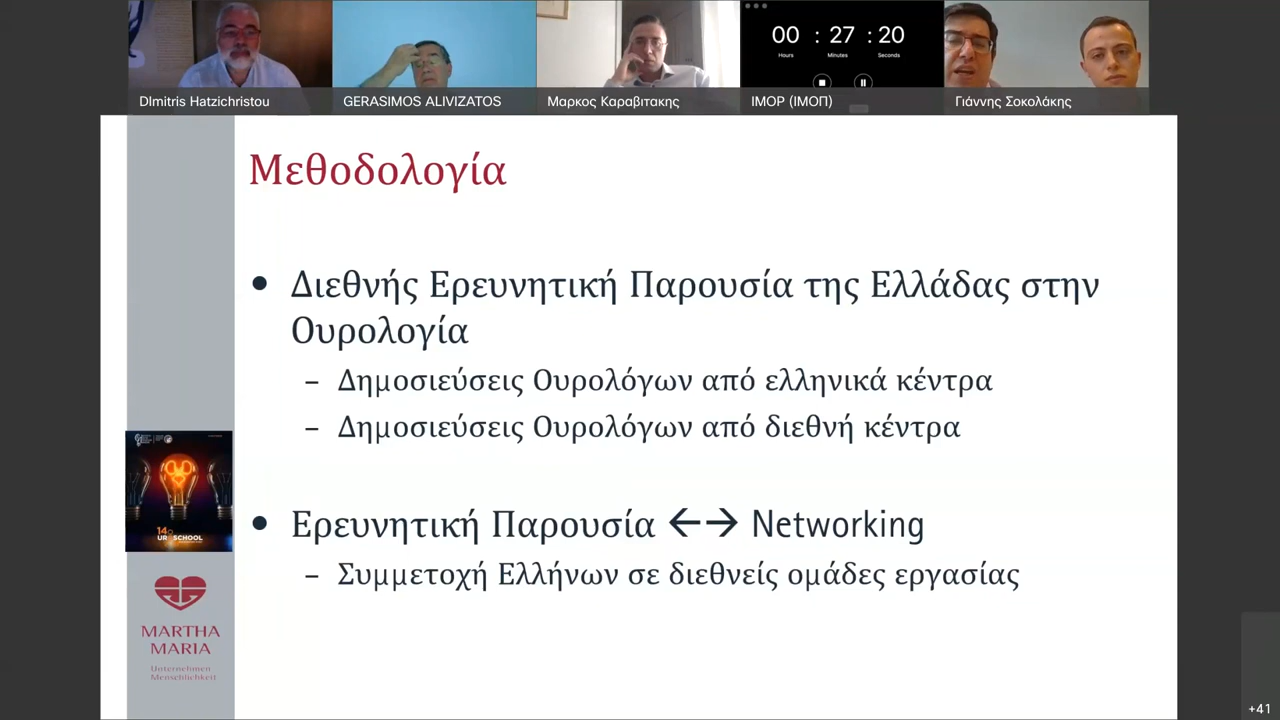 00 : 27 : 20
Hours Minutes Seconds
DImitris Hatzichristou
GERASIMOS ALIVIZATOS
Μαρκος Καραβιτακης
IMOP (ΙΜΟΠ)
Γιάννης Σοκολάκης
Μεθοδολογία
• Διεθνής Ερευνητική Παρουσία της Ελλάδας στην
Ουρολογία
– Δημοσιεύσεις Ουρολόγων από ελληνικά κέντρα
– Δημοσιεύσεις Ουρολόγων από διεθνή κέντρα
• Ερευνητική Παρουσία ←→ Networking
– Συμμετοχή Ελλήνων σε διεθνείς ομάδες εργασίας
MARTHA
MARIA
Unternehmen
Menschlichkeit
+41